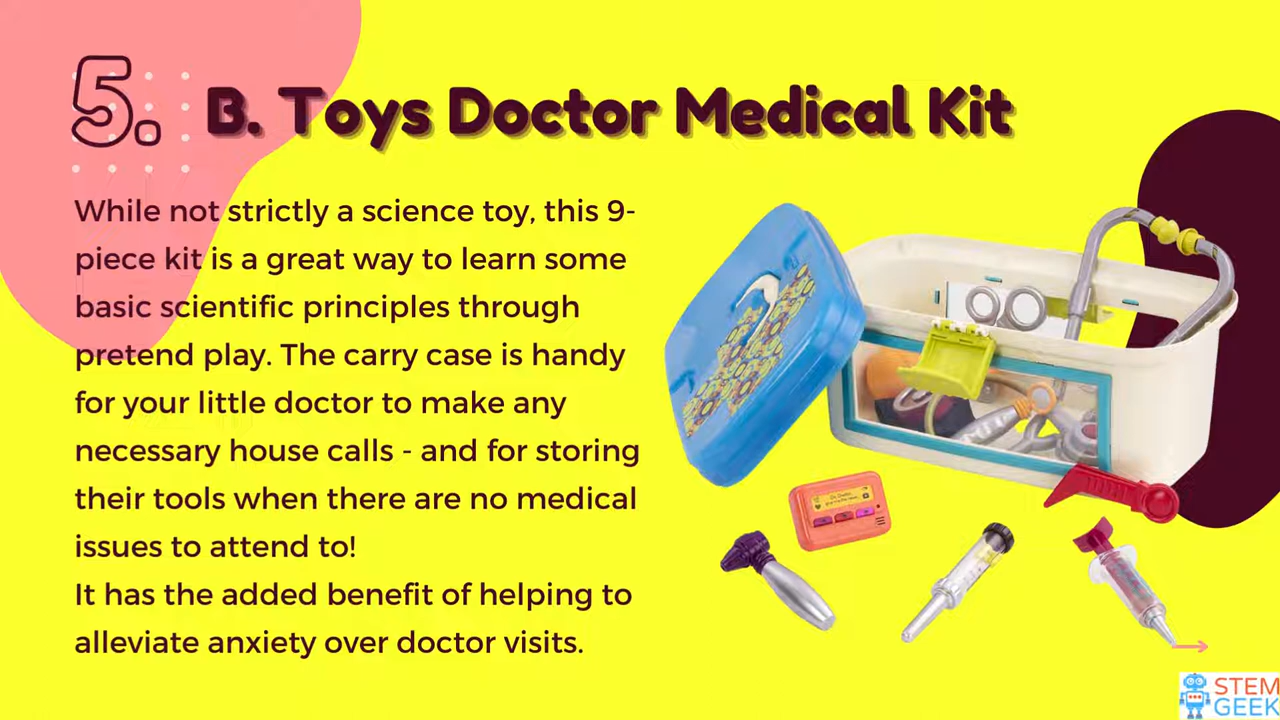 5. B. Toys Doctor Medical Kit
While not strictly a science toy, this 9-
piece kit is a great way to learn some
basic scientific principles through
pretend play. The carry case is handy
for your little doctor to make any
necessary house calls - and for storing
their tools when there are no medical
issues to attend to!
It has the added benefit of helping to
alleviate anxiety over doctor visits.
STEM
GEEK